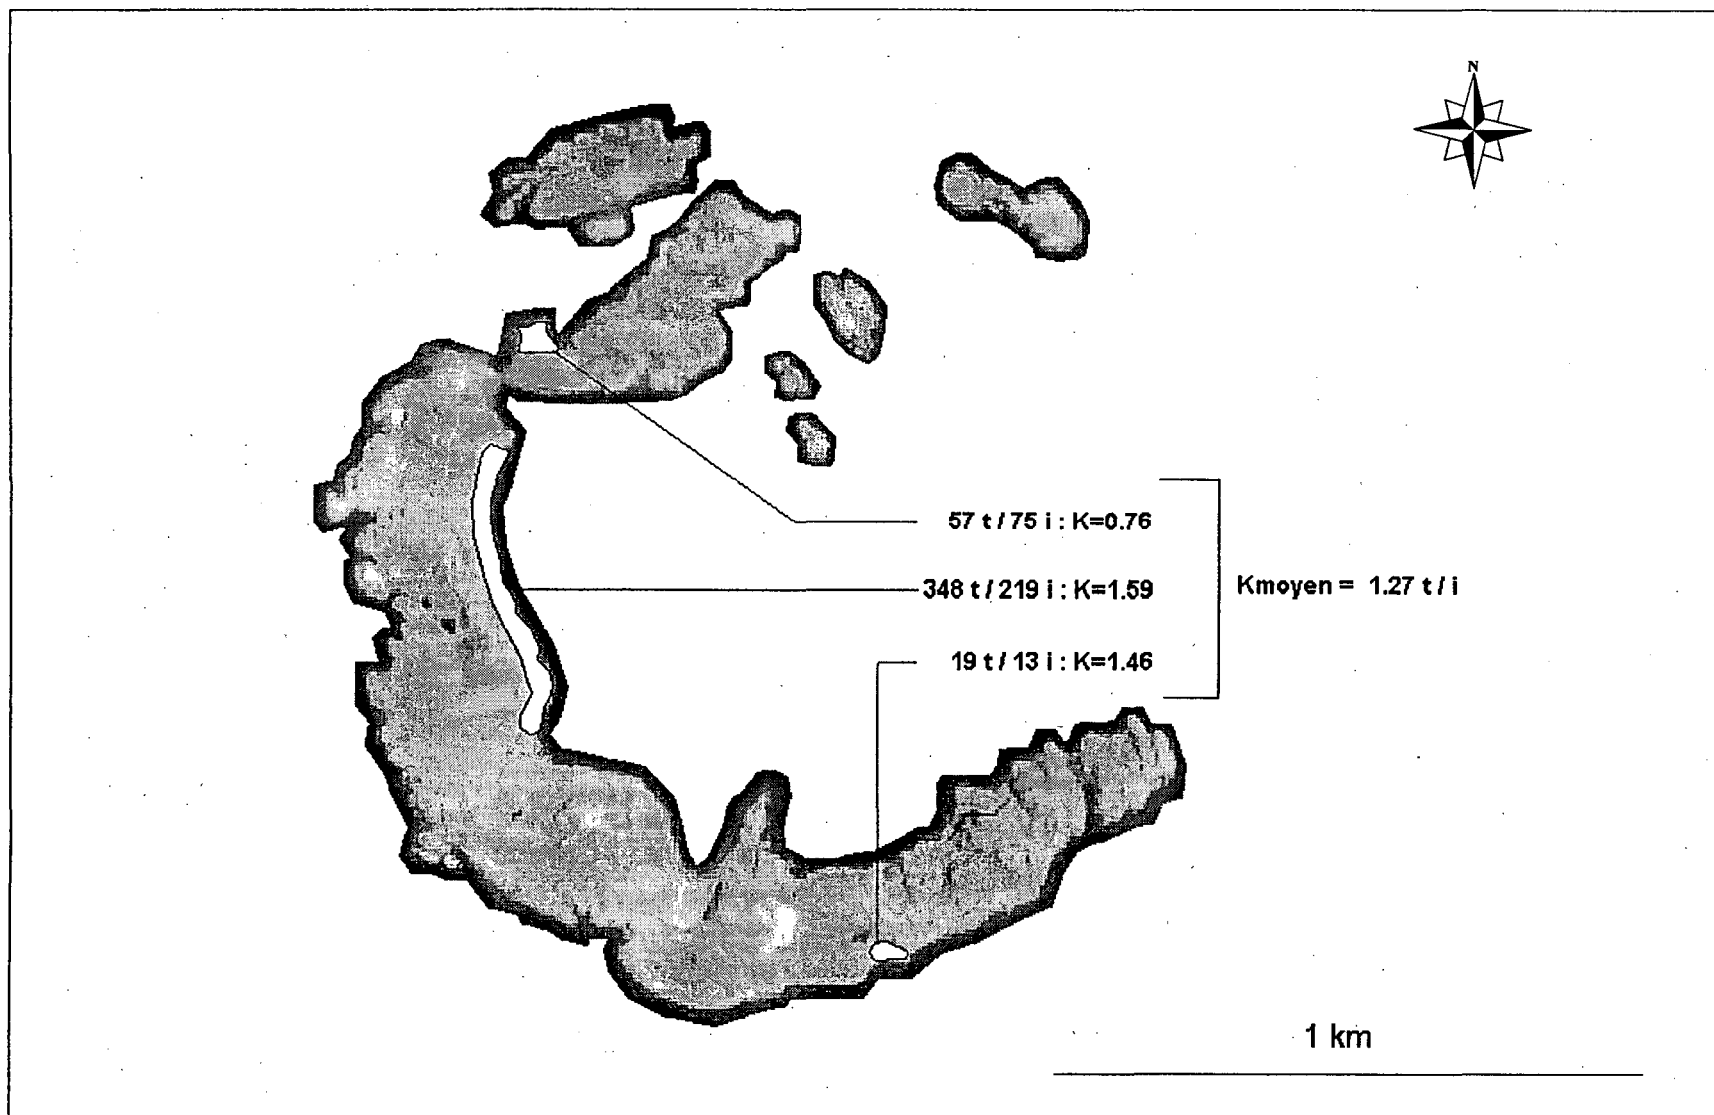 N
57 t / 75 i : K=0.76
348 t / 219 i : K=1.59
Kmoyen = 1.27 t / i
19 t / 13 i : K=1.46
1 km